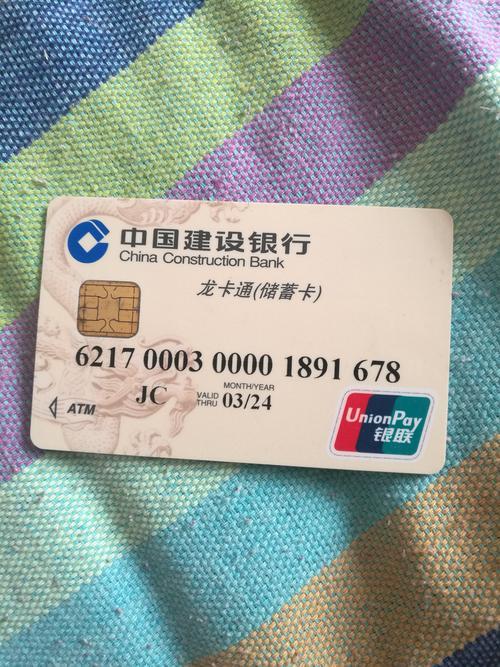 中国建设银行
China Construction Bank
龙卡通(储蓄卡)
6217 0003 0000 1891 678
JC
MONTH/YEAR
VALID THRU 03/24
ATM
UnionPay
银联